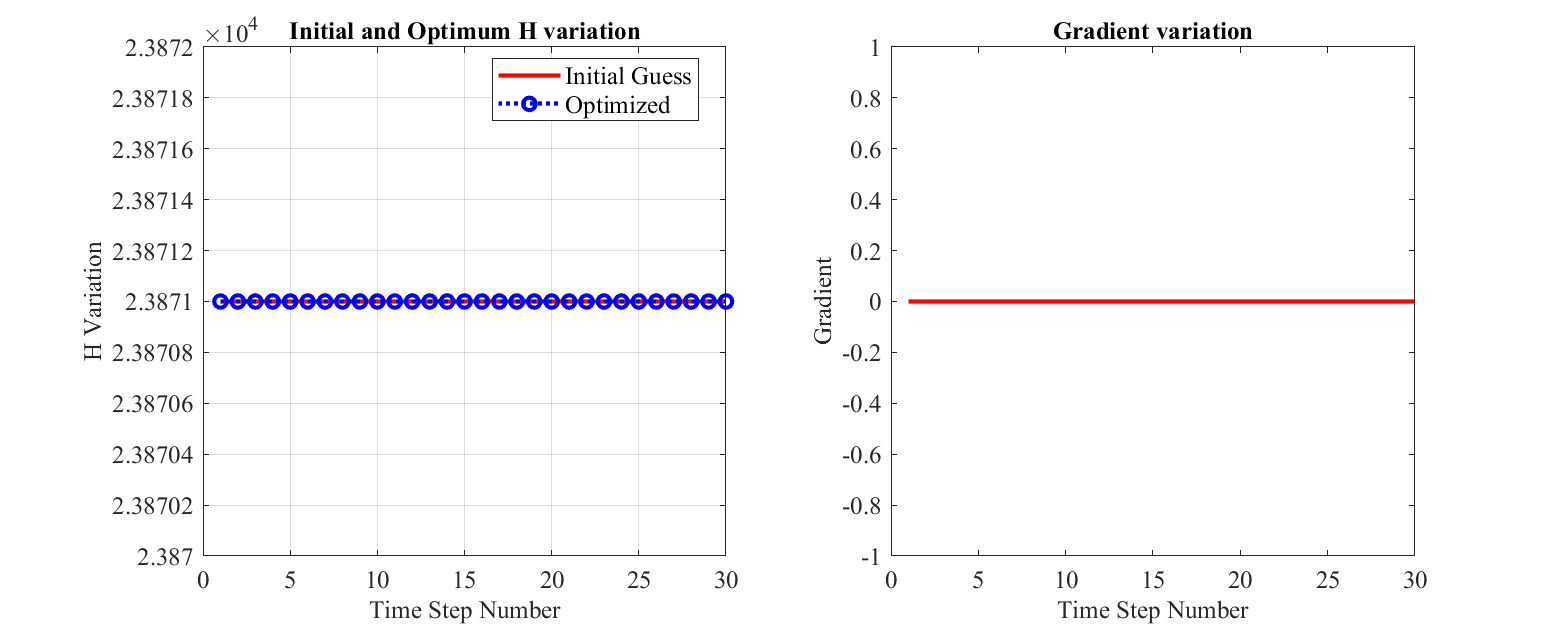 ×10^4
Initial and Optimum H variation
2.3872
2.38718
2.38716
2.38714
2.38712
2.3871
2.38708
2.38706
2.38704
2.38702
2.387
H Variation
Initial Guess
Optimized
0 5 10 15 20 25 30
Time Step Number
Gradient variation
1
0.8
0.6
0.4
0.2
0
-0.2
-0.4
-0.6
-0.8
-1
Gradient
0 5 10 15 20 25 30
Time Step Number